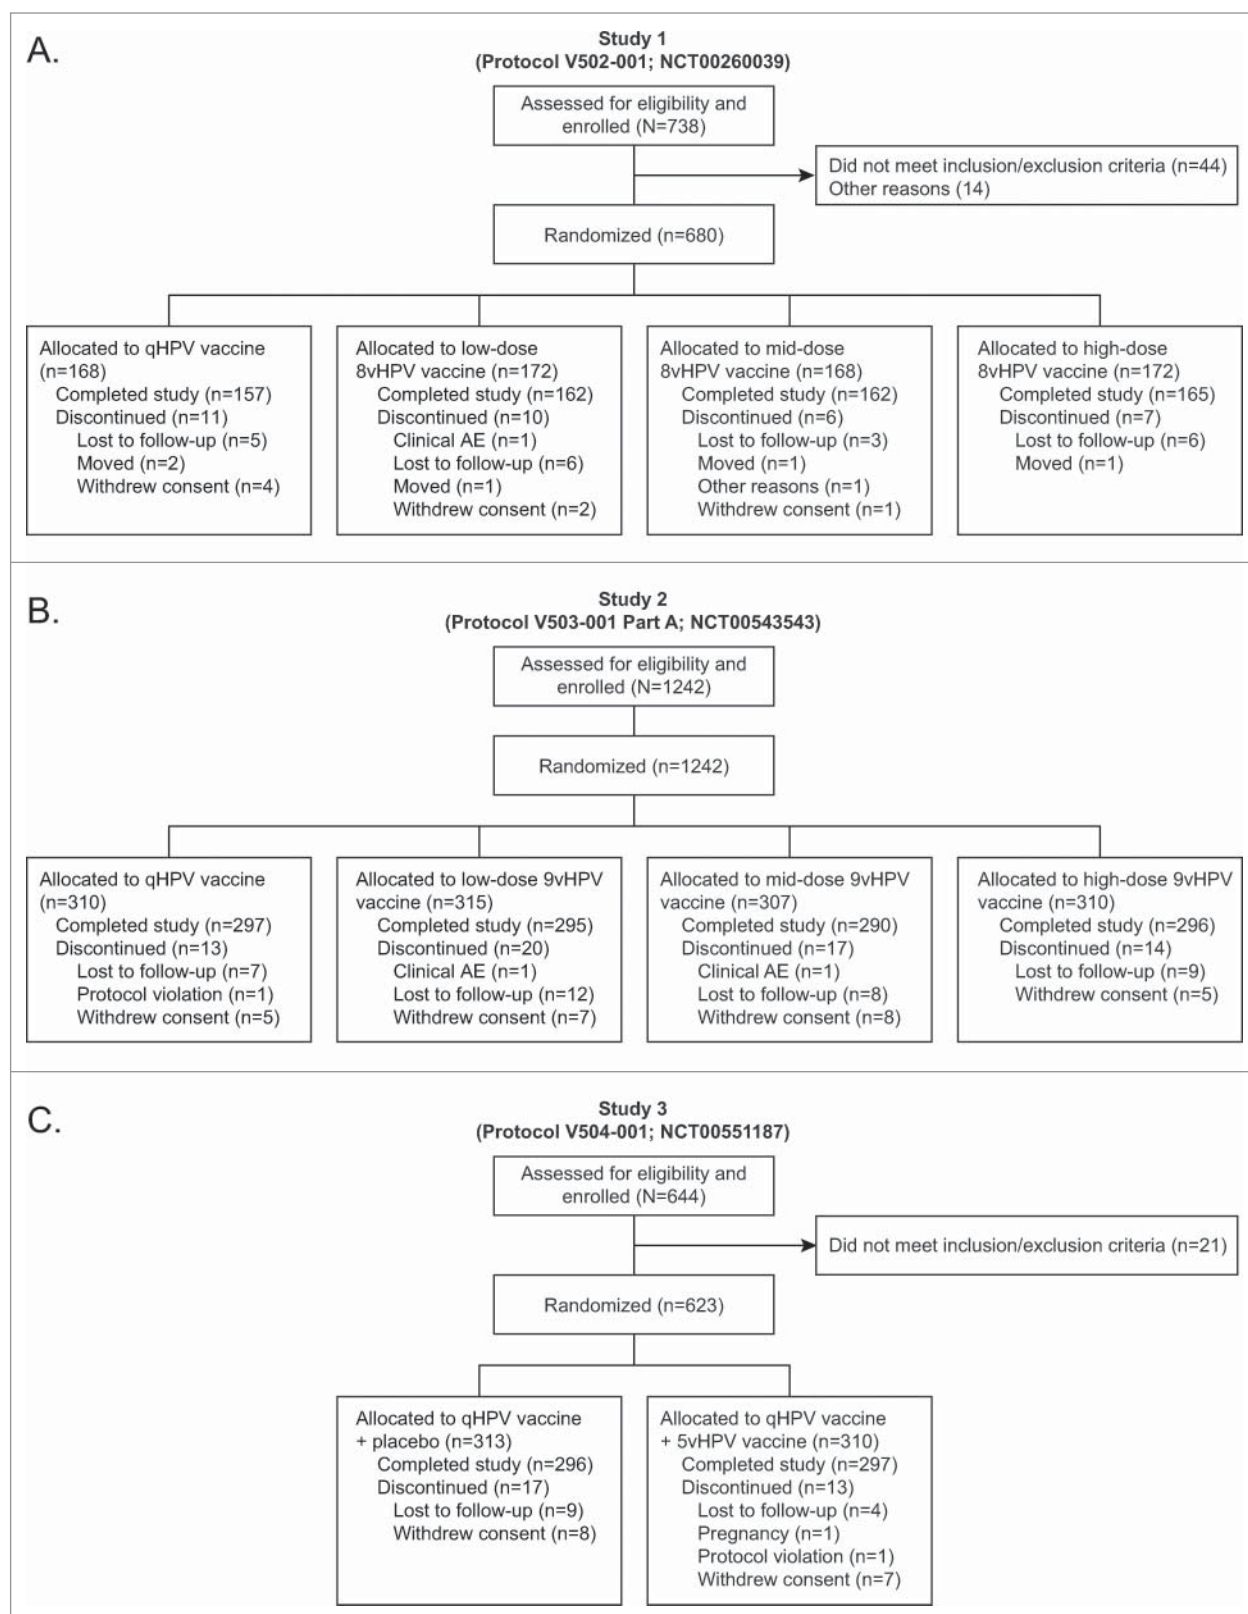 A.
Study 1
(Protocol V502-001; NCT00260039)
Assessed for eligibility and
enrolled (N=738)
Did not meet inclusion/exclusion criteria (n=44)
Other reasons (14)
Randomized (n=680)
Allocated to qHPV vaccine
(n=168)
Completed study (n=157)
Discontinued (n=11)
Lost to follow-up (n=5)
Moved (n=2)
Withdrew consent (n=4)
Allocated to low-dose
8vHPV vaccine (n=172)
Completed study (n=162)
Discontinued (n=10)
Clinical AE (n=1)
Lost to follow-up (n=6)
Moved (n=1)
Withdrew consent (n=2)
Allocated to mid-dose
8vHPV vaccine (n=168)
Completed study (n=162)
Discontinued (n=6)
Lost to follow-up (n=3)
Moved (n=1)
Other reasons (n=1)
Withdrew consent (n=1)
Allocated to high-dose
8vHPV vaccine (n=172)
Completed study (n=165)
Discontinued (n=7)
Lost to follow-up (n=6)
Moved (n=1)
B.
Study 2
(Protocol V503-001 Part A; NCT00543543)
Assessed for eligibility and
enrolled (N=1242)
Randomized (n=1242)
Allocated to qHPV vaccine
(n=310)
Completed study (n=297)
Discontinued (n=13)
Lost to follow-up (n=7)
Protocol violation (n=1)
Withdrew consent (n=5)
Allocated to low-dose 9vHPV
vaccine (n=315)
Completed study (n=295)
Discontinued (n=20)
Clinical AE (n=1)
Lost to follow-up (n=12)
Withdrew consent (n=7)
Allocated to mid-dose 9vHPV
vaccine (n=307)
Completed study (n=290)
Discontinued (n=17)
Clinical AE (n=1)
Lost to follow-up (n=8)
Withdrew consent (n=8)
Allocated to high-dose 9vHPV
vaccine (n=310)
Completed study (n=296)
Discontinued (n=14)
Lost to follow-up (n=9)
Withdrew consent (n=5)
C.
Study 3
(Protocol V504-001; NCT00551187)
Assessed for eligibility and
enrolled (N=644)
Did not meet inclusion/exclusion criteria (n=21)
Randomized (n=623)
Allocated to qHPV vaccine
+ placebo (n=313)
Completed study (n=296)
Discontinued (n=17)
Lost to follow-up (n=9)
Withdrew consent (n=8)
Allocated to qHPV vaccine
+ 5vHPV vaccine (n=310)
Completed study (n=297)
Discontinued (n=13)
Lost to follow-up (n=4)
Pregnancy (n=1)
Protocol violation (n=1)
Withdrew consent (n=7)